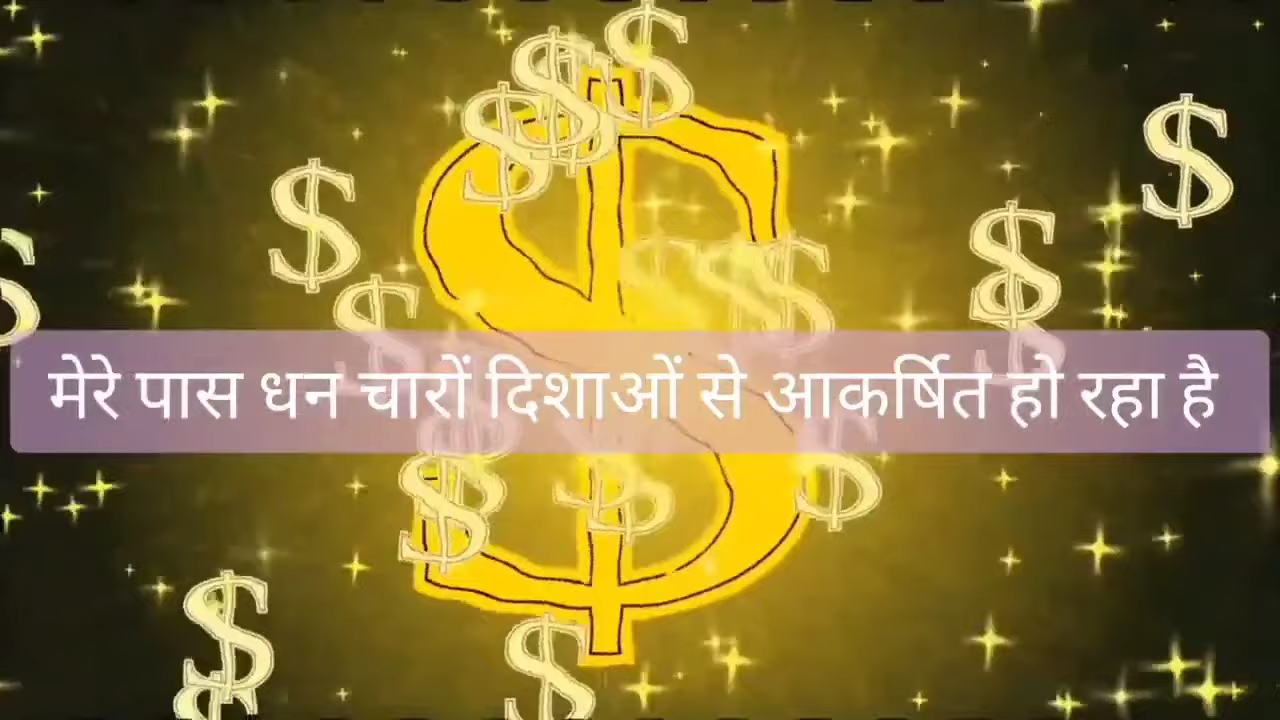 मेरे पास धन चारों दिशाओं से आकर्षित हो रहा है